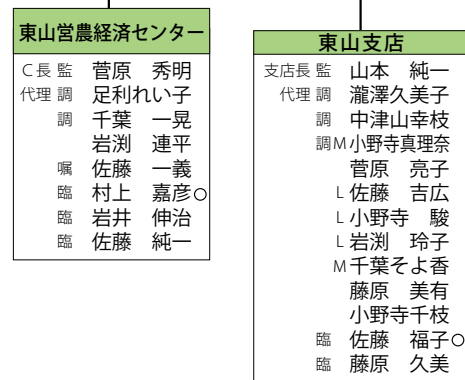 東山営農経済センター
C長 監 菅原 秀明
代理 調 足利れい子
調 千葉 一晃
岩渕 連平
嘱 佐藤 一義
臨 村上 嘉彦○
臨 岩井 伸治
臨 佐藤 純一
東山支店
支店長 監 山本 純一
代理 調 瀧澤久美子
調 中津山幸枝
調M小野寺真理奈
菅原 亮子
L 佐藤 吉広
L 小野寺 駿
L 岩渕 玲子
M 千葉そよ香
藤原 美有
小野寺千枝
臨 佐藤 福子○
臨 藤原 久美